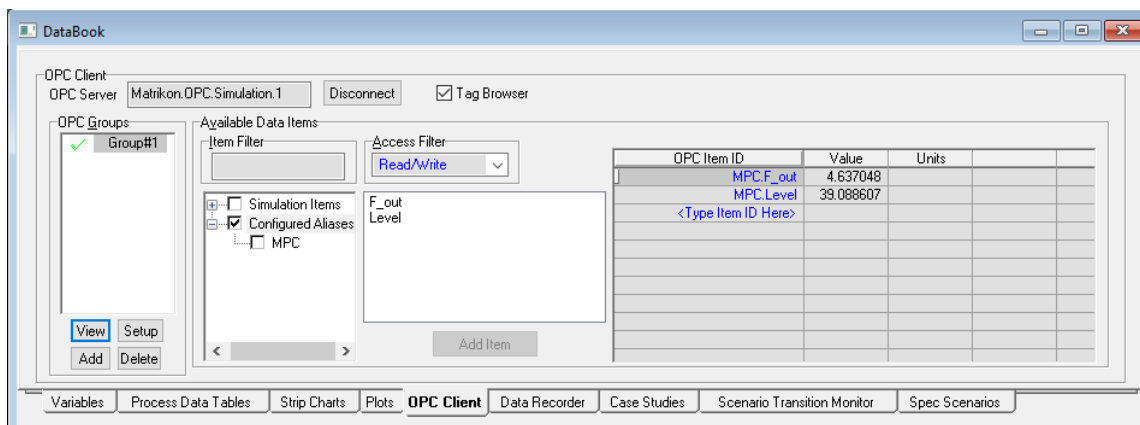 DataBook
OPC Client
OPC Server Matrikon.OPC.Simulation.1 Disconnect Tag Browser
OPC Groups
Group#1
View Setup
Add Delete
Available Data Items
Item Filter
Access Filter
Read/Write
Simulation Items
Configured Aliases
MPC
F_out
Level
Add Item
OPC Item ID Value Units
MPC.F_out 4.637048
MPC.Level 39.088607
<Type Item ID Here>
Variables Process Data Tables Strip Charts Plots OPC Client Data Recorder Case Studies Scenario Transition Monitor Spec Scenarios